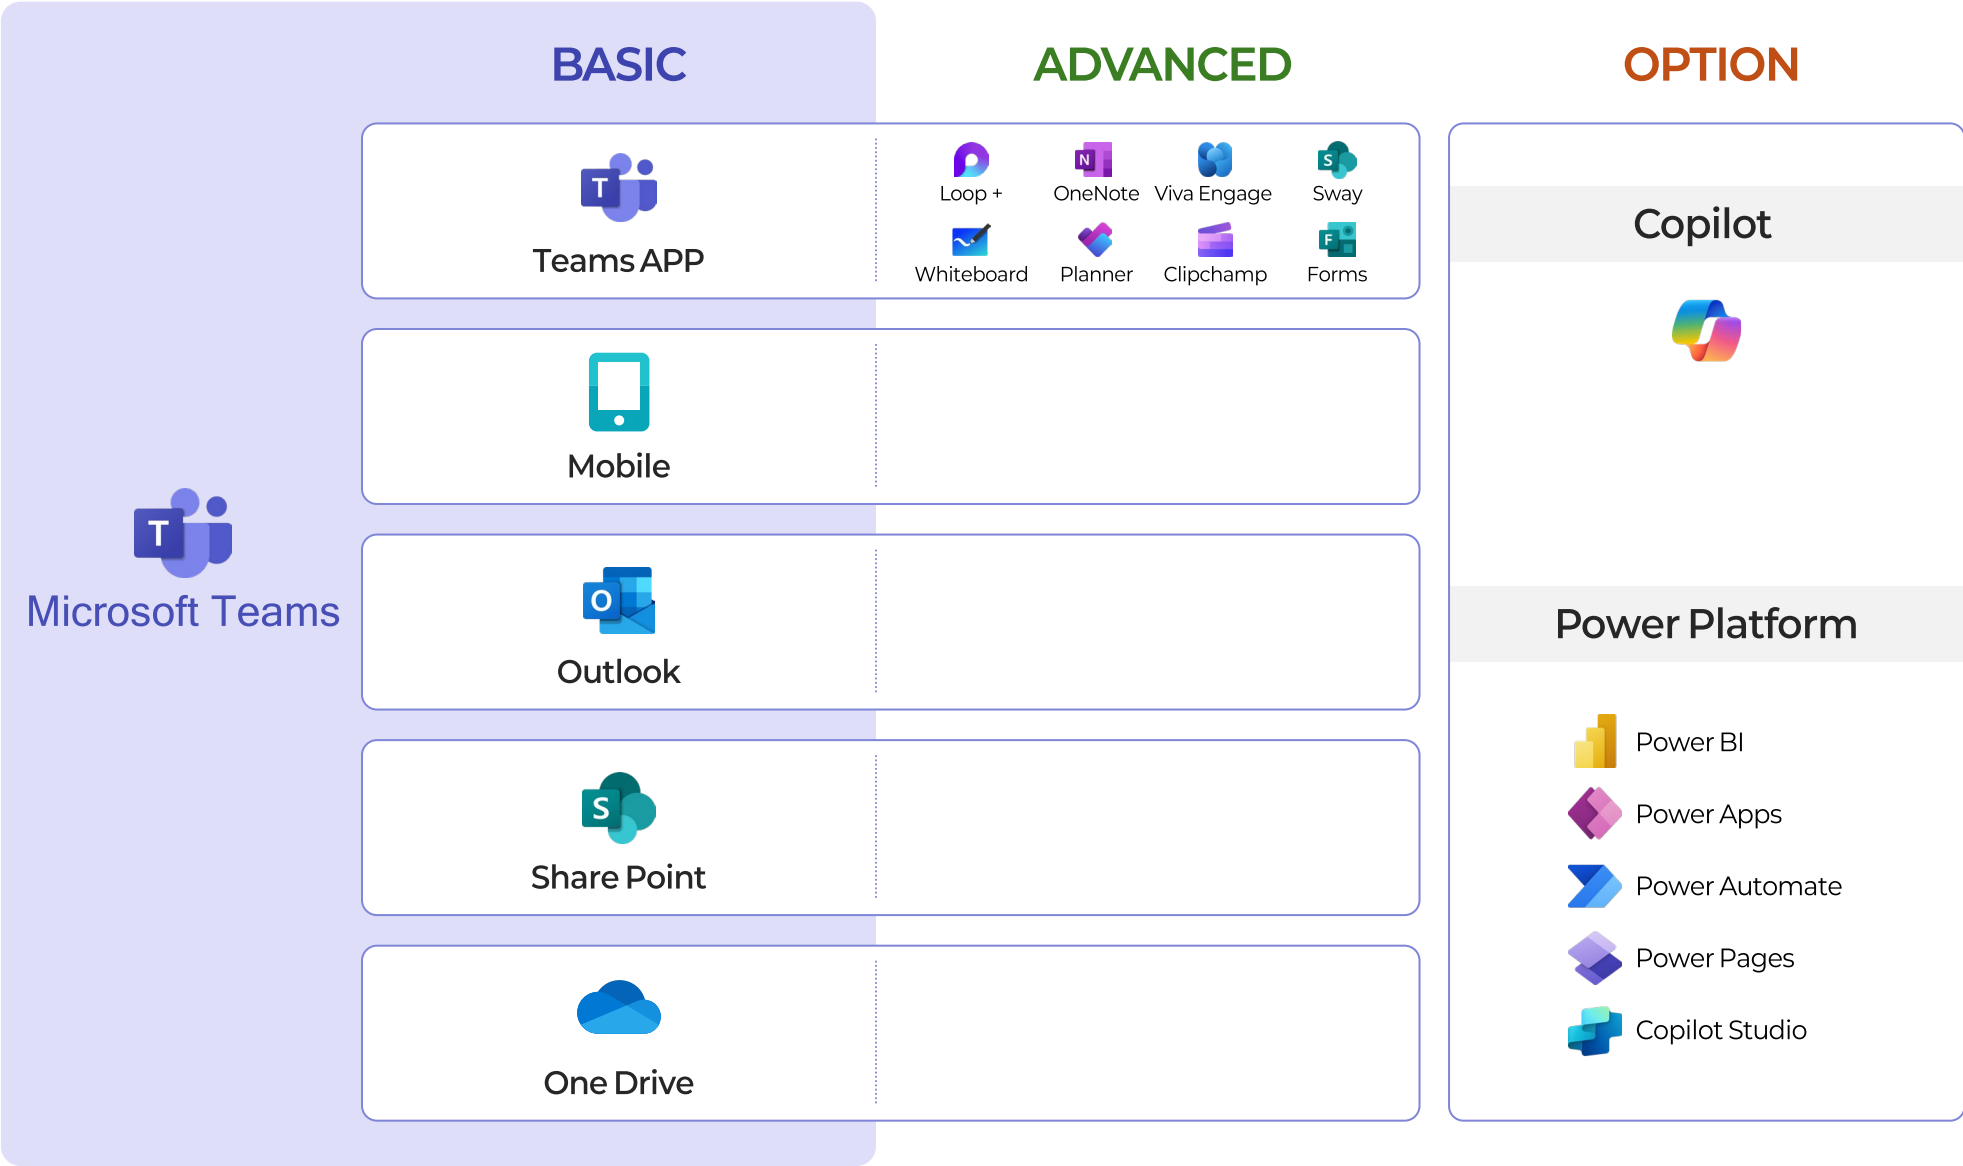 BASIC
ADVANCED
OPTION
T
Teams APP
Loop +
N
OneNote
Viva Engage
S
Sway
Whiteboard
Planner
Clipchamp
F
Forms
Mobile
T
Microsoft Teams
O
Outlook
S
Share Point
One Drive
Copilot
Power Platform
Power BI
Power Apps
Power Automate
Power Pages
Copilot Studio